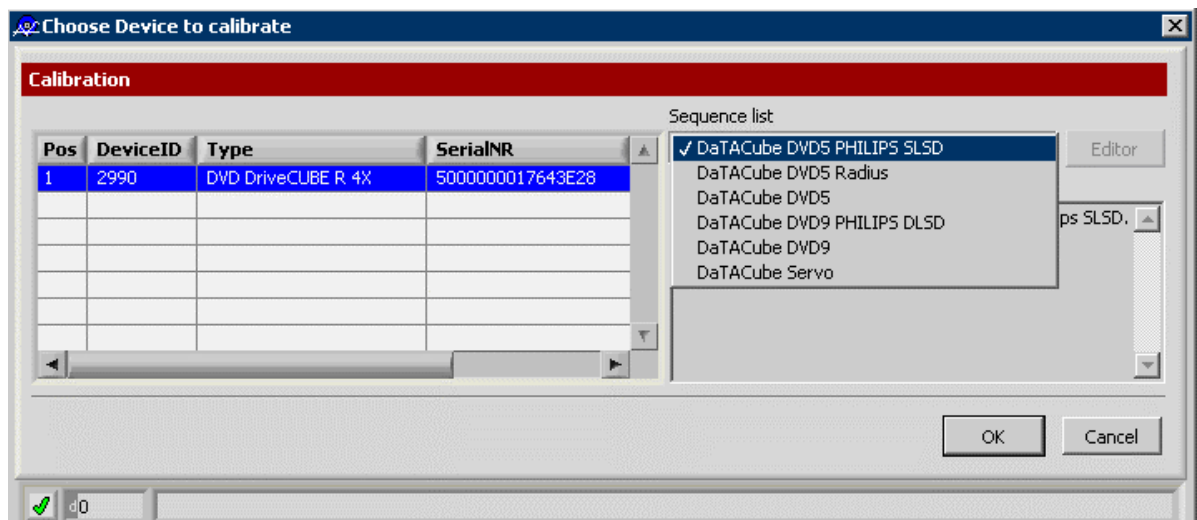 Choose Device to calibrate
Calibration
Sequence list
Pos DeviceID Type SerialNR
1 2990 DVD DriveCUBE R 4X 5000000017643E28
✓ DaTACube DVD5 PHILIPS SLSD
DaTACube DVD5 Radius
DaTACube DVD5
DaTACube DVD9 PHILIPS DLSD
DaTACube DVD9
DaTACube Servo
Editor
ps SLSD.
OK Cancel
d0